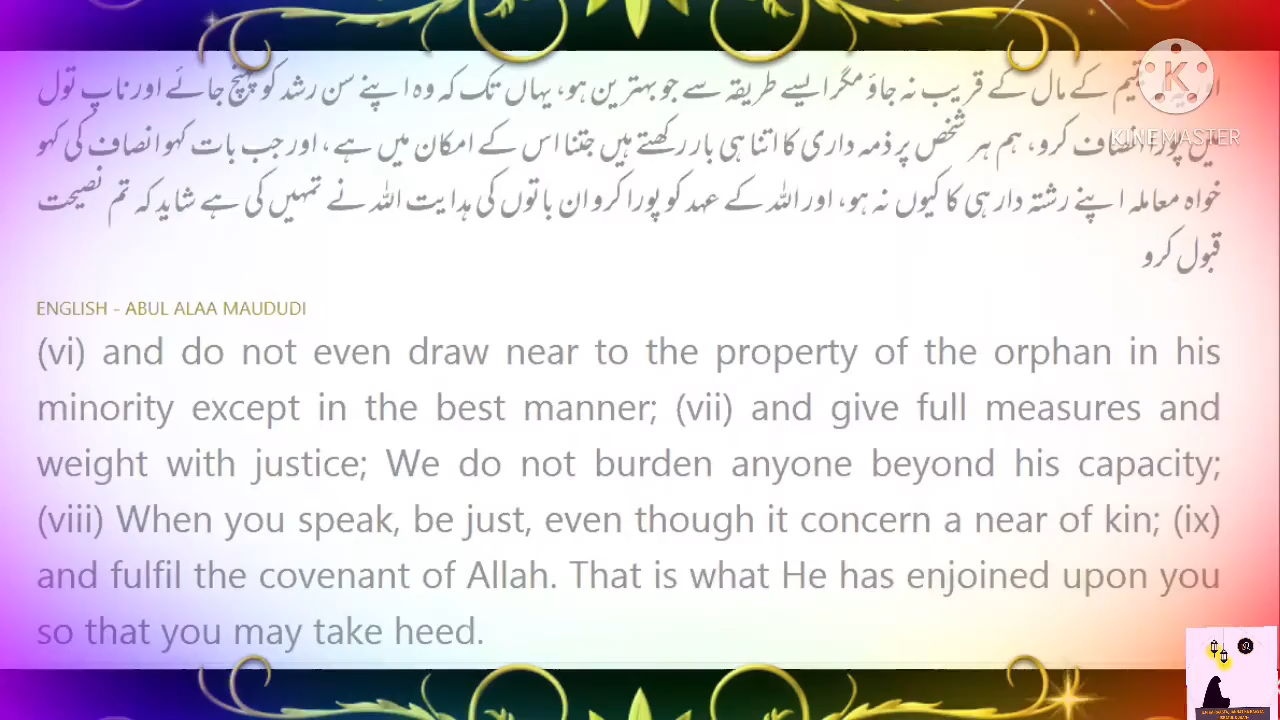 اور یتیم کے مال کے قریب نہ جاؤ مگر ایسے طریقہ سے جو بہترین ہو، یہاں تک کہ وہ اپنے سن رشد کو پہنچ جائے اور ناپ تول
میں پورا انصاف کرو، ہم ہر شخص پر ذمہ داری کا اتنا ہی بار رکھتے ہیں جتنا اس کے امکان میں ہے، اور جب بات کہو انصاف کی کہو
خواہ معاملہ اپنے رشتہ دار ہی کا کیوں نہ ہو، اور اللہ کے عہد کو پورا کرو ان باتوں کی ہدایت اللہ نے تمہیں کی ہے شاید کہ تم نصیحت
قبول کرو
K
KINEMASTER
ENGLISH - ABUL ALAA MAUDUDI
(vi) and do not even draw near to the property of the orphan in his
minority except in the best manner; (vii) and give full measures and
weight with justice; We do not burden anyone beyond his capacity;
(viii) When you speak, be just, even though it concern a near of kin; (ix)
and fulfil the covenant of Allah. That is what He has enjoined upon you
so that you may take heed.